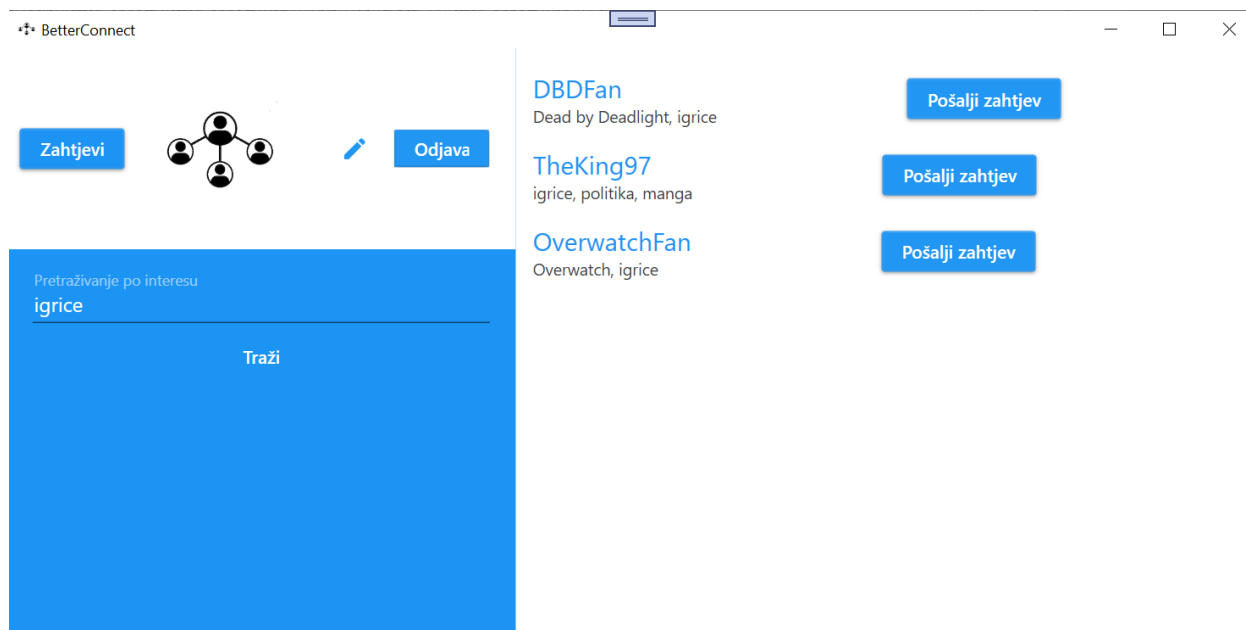 BetterConnect
Zahtjevi
Odjava
Pretraživanje po interesu
igrice
Traži
DBDFan
Dead by Deadlight, igrice
Pošalji zahtjev
TheKing97
igrice, politika, manga
Pošalji zahtjev
OverwatchFan
Overwatch, igrice
Pošalji zahtjev